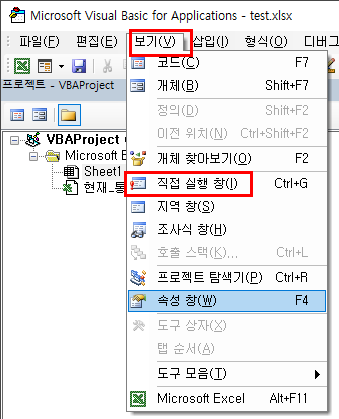 Microsoft Visual Basic for Applications - test.xlsx
파일(F) 편집(E) 보기(V) 삽입(I) 형식(O) 디버그
프로젝트 - VBAProject
VBAProject
Microsoft E
Sheet1
현재_통
코드(C) F7
개체(B) Shift+F7
정의(D) Shift+F2
이전 위치(N) Ctrl+Shift+F2
개체 찾아보기(O) F2
직접 실행 창(I) Ctrl+G
지역 창(S)
조사식 창(H)
호출 스택(K)... Ctrl+L
프로젝트 탐색기(P) Ctrl+R
속성 창(W) F4
도구 상자(X)
탭 순서(A)
도구 모음(T)
Microsoft Excel Alt+F11